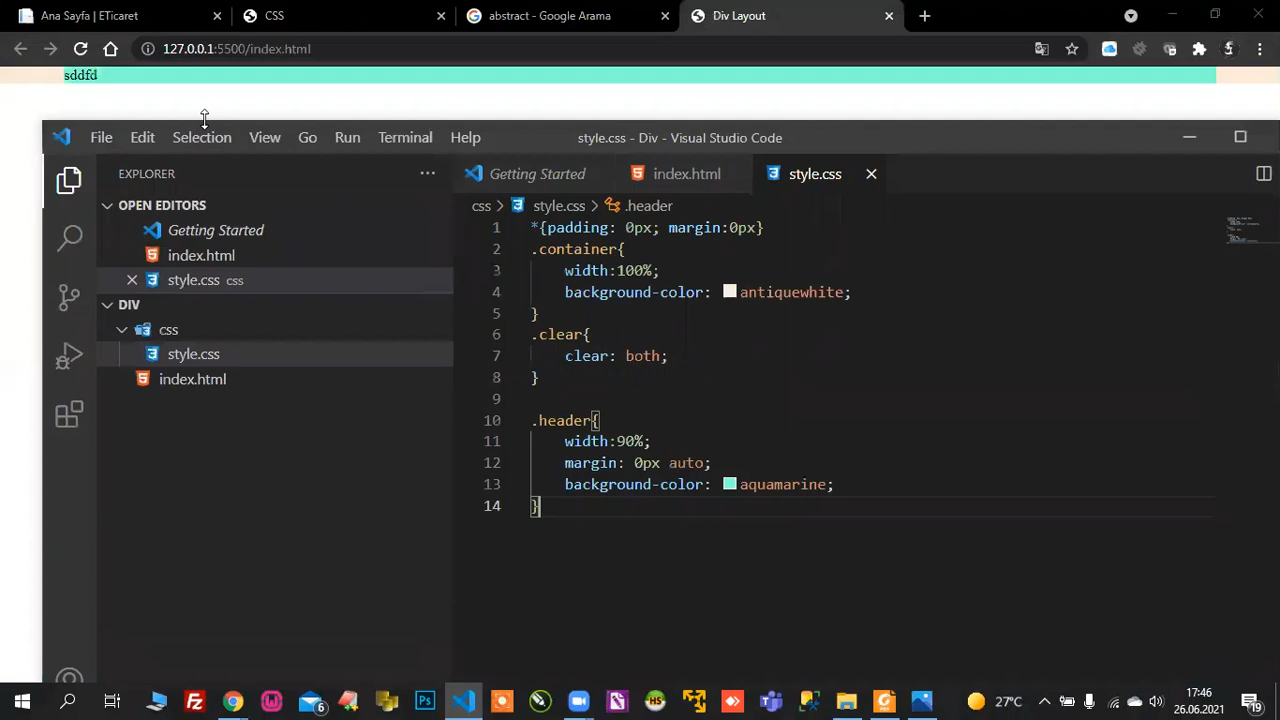 Ana Sayfa | ETicaret
CSS
abstract - Google Arama
Div Layout
127.0.0.1:5500/index.html
sddfd
File Edit Selection View Go Run Terminal Help
style.css - Div - Visual Studio Code
EXPLORER
OPEN EDITORS
Getting Started
index.html
style.css css
DIV
css
style.css
index.html
Getting Started
index.html
style.css
css > style.css > .header
1 *{padding: 0px; margin:0px}
2 .container{
3 width:100%;
4 background-color: antiquewhite;
5 }
6 .clear{
7 clear: both;
8 }
9
10 .header{
11 width:90%;
12 margin: 0px auto;
13 background-color: aquamarine;
14 }
6
Ps
HS
27°C
17:46
26.06.2021
19